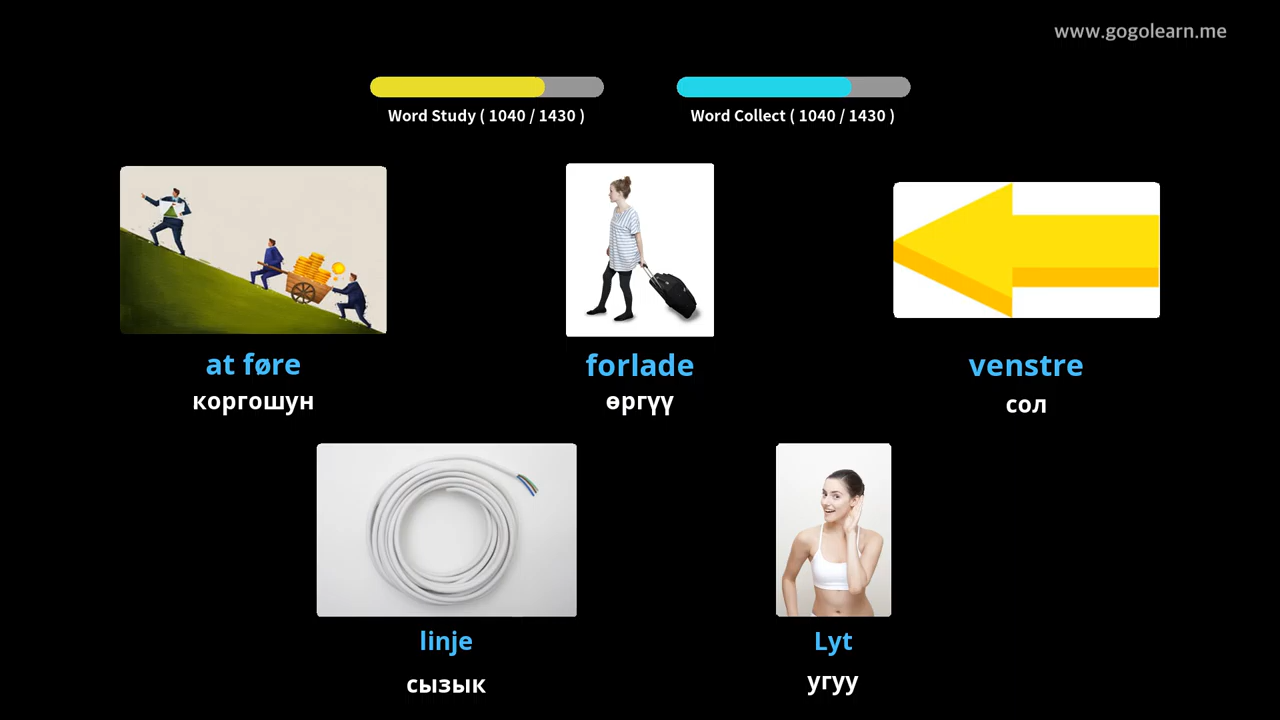 www.gogolearn.me
Word Study ( 1040 / 1430 )
Word Collect ( 1040 / 1430 )
at føre
коргошун
forlade
өргүү
venstre
сол
linje
сызык
Lyt
угуу